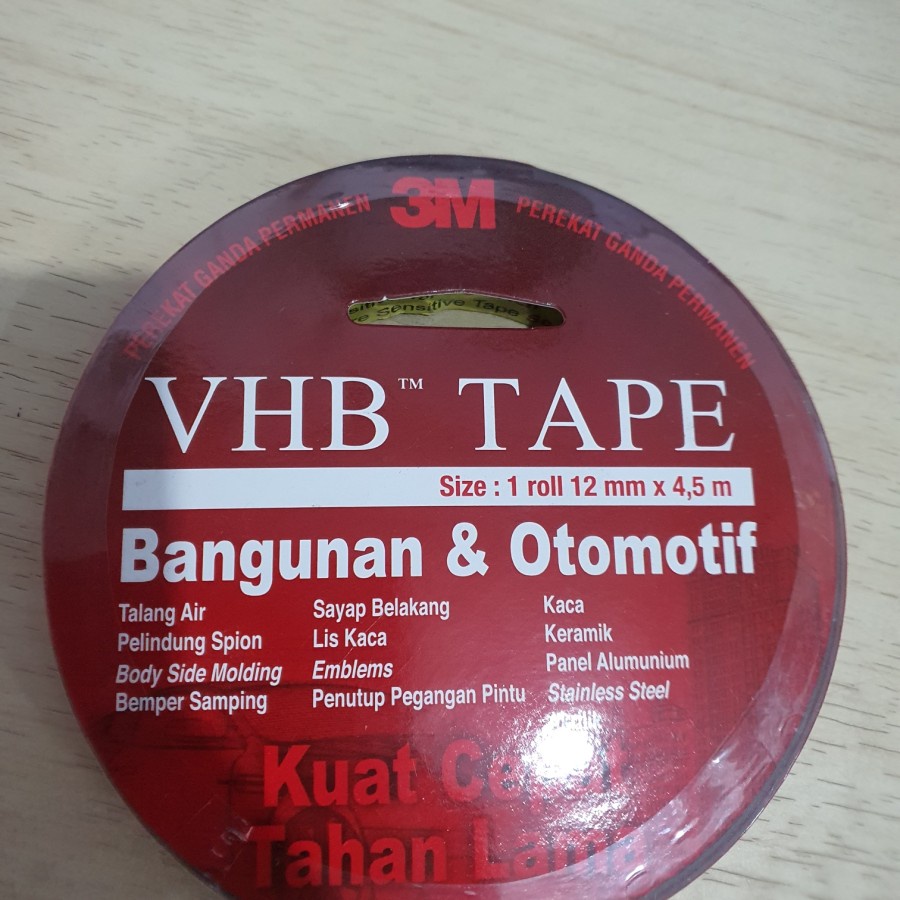 PEREKAT GANDA PERMANEN 3M PEREKAT GANDA PERMANEN
Sensitive Tape
VHB™ TAPE
Size : 1 roll 12 mm x 4,5 m
Bangunan & Otomotif
Talang Air Sayap Belakang Kaca
Pelindung Spion Lis Kaca Keramik
Body Side Molding Emblems Panel Alumunium
Bemper Samping Penutup Pegangan Pintu Stainless Steel
Kuat Cepat
Tahan Lama